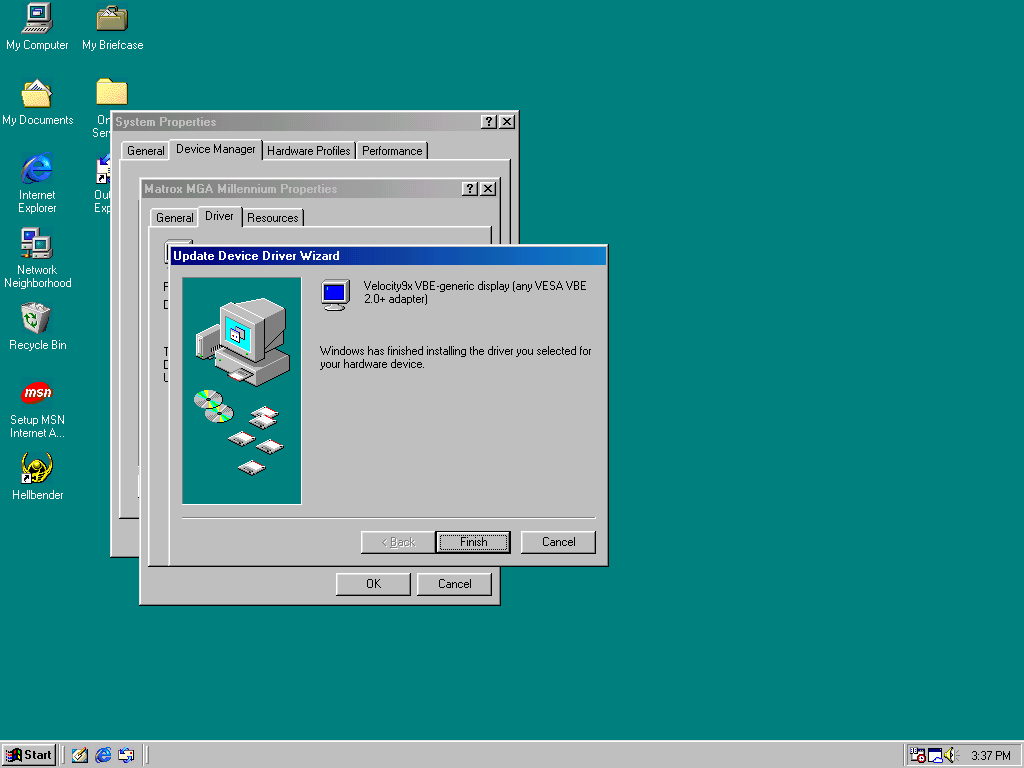 My Computer
My Briefcase
My Documents
Internet
Explorer
Network
Neighborhood
Recycle Bin
msn
Setup MSN
Internet A...
Hellbender
System Properties
General
Device Manager
Hardware Profiles
Performance
Matrox MGA Millennium Properties
General
Driver
Resources
Update Device Driver Wizard
Velocity9x VBE-generic display (any VESA VBE
2.0+ adapter)
Windows has finished installing the driver you selected for
your hardware device.
< Back
Finish
Cancel
OK
Cancel
Start
3:37 PM